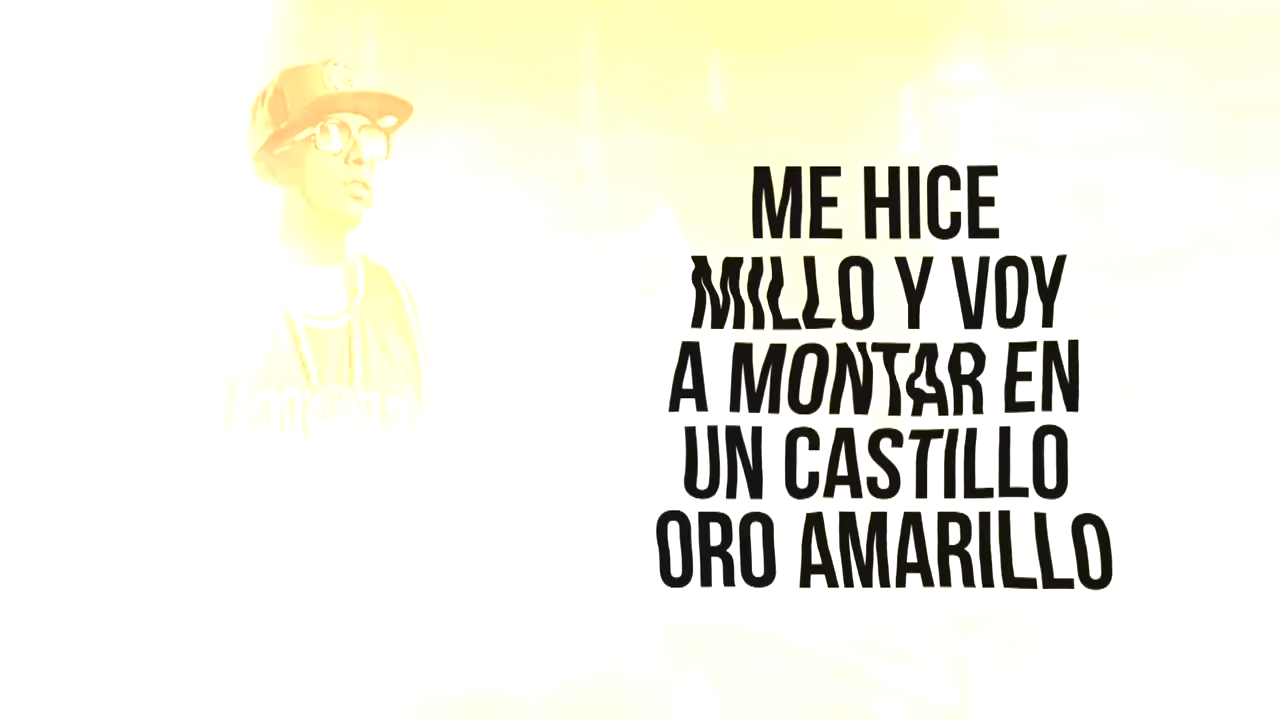 ME HICE
MILLO Y VOY
A MONTAR EN
UN CASTILLO
ORO AMARILLO